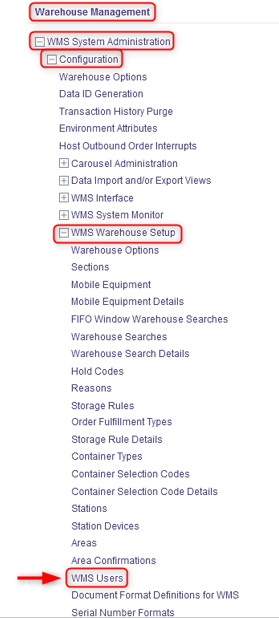 Warehouse Management
WMS System Administration
Configuration
Warehouse Options
Data ID Generation
Transaction History Purge
Environment Attributes
Host Outbound Order Interrupts
Carousel Administration
Data Import and/or Export Views
WMS Interface
WMS System Monitor
WMS Warehouse Setup
Warehouse Options
Sections
Mobile Equipment
Mobile Equipment Details
FIFO Window Warehouse Searches
Warehouse Searches
Warehouse Search Details
Hold Codes
Reasons
Storage Rules
Order Fulfillment Types
Storage Rule Details
Container Types
Container Selection Codes
Container Selection Code Details
Stations
Station Devices
Areas
Area Confirmations
WMS Users
Document Format Definitions for WMS
Serial Number Formats